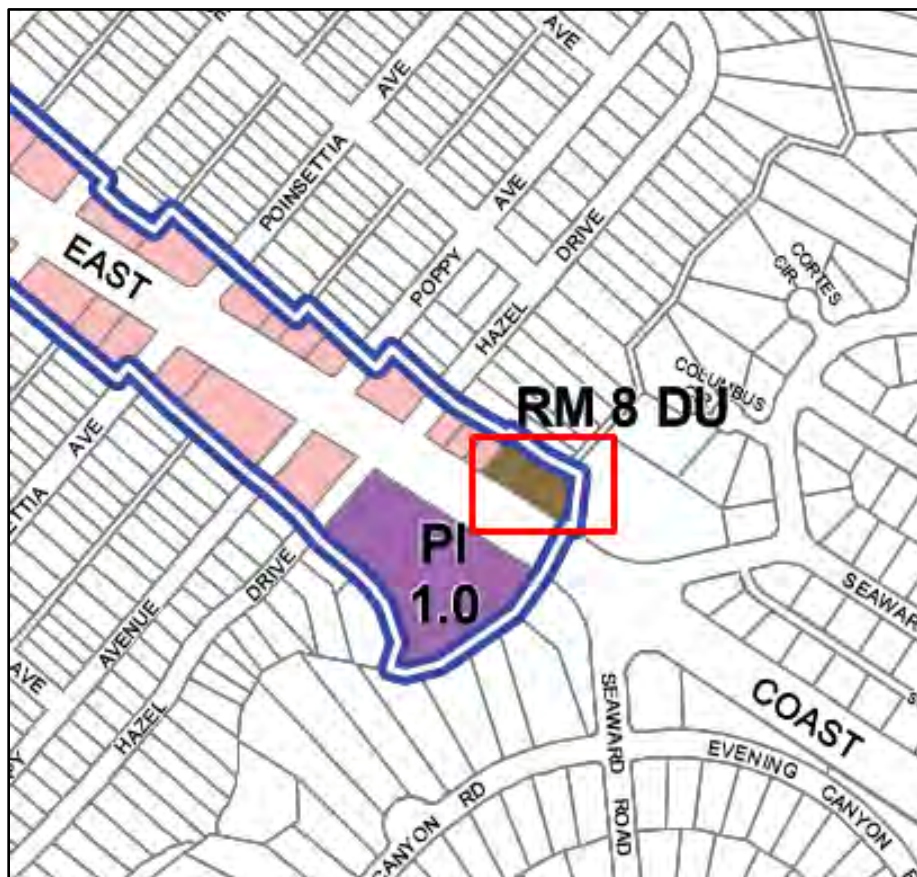 AVE
AVE
POINSETTIA
AVE
POPPY
DRIVE
HAZEL
CORTES
CIR
EAST
COLUMBUS
RM 8 DU
AVE
ETTIA
PI
1.0
SEAWAR
DRIVE
AVENUE
AVE
HAZEL
COAST
SEAWARD
ROAD
EVENING
CANYON
CANYON RD